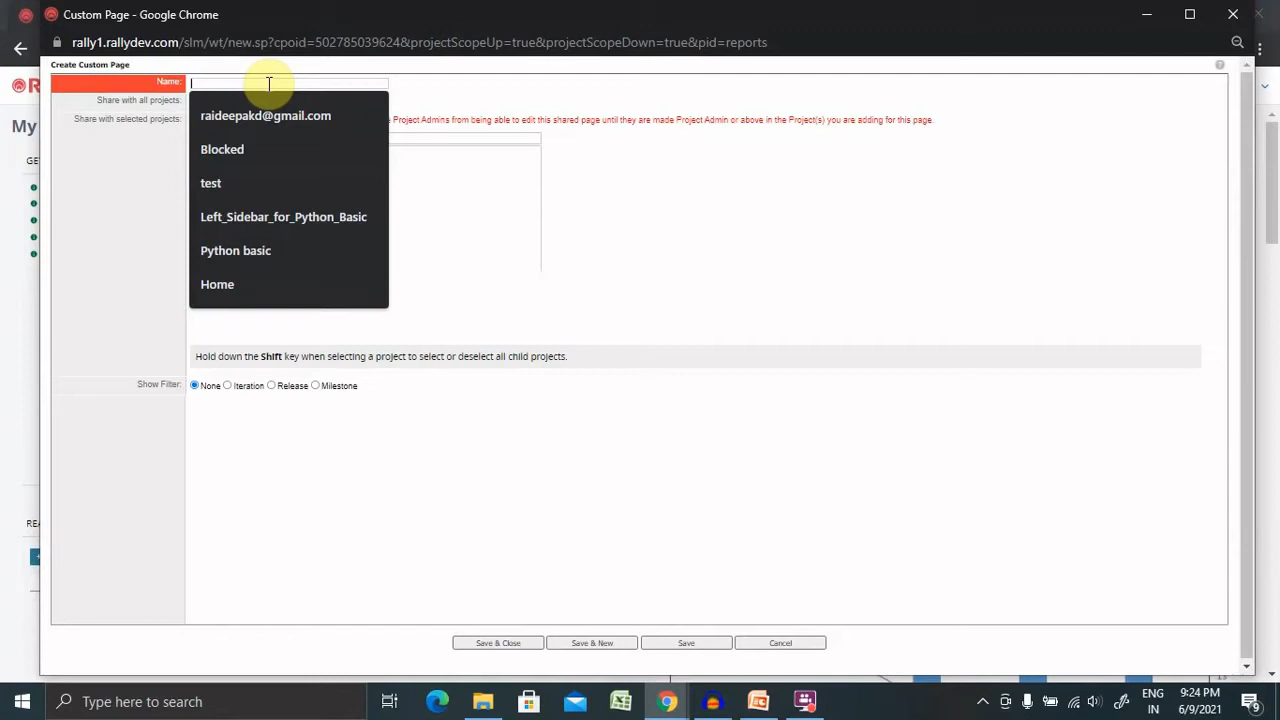 Custom Page - Google Chrome
rally1.rallydev.com/slm/wt/new.sp?cpoid=502785039624&projectScopeUp=true&projectScopeDown=true&pid=reports
Create Custom Page
Name:
Share with all projects:
Share with selected projects:
Project Admins from being able to edit this shared page until they are made Project Admin or above in the Project(s) you are adding for this page.
raideepakd@gmail.com
Blocked
test
Left_Sidebar_for_Python_Basic
Python basic
Home
Hold down the Shift key when selecting a project to select or deselect all child projects.
Show Filter: None Iteration Release Milestone
Save & Close Save & New Save Cancel
My
GE
REA
13
Type here to search
ENG
IN
9:24 PM
6/9/2021
9